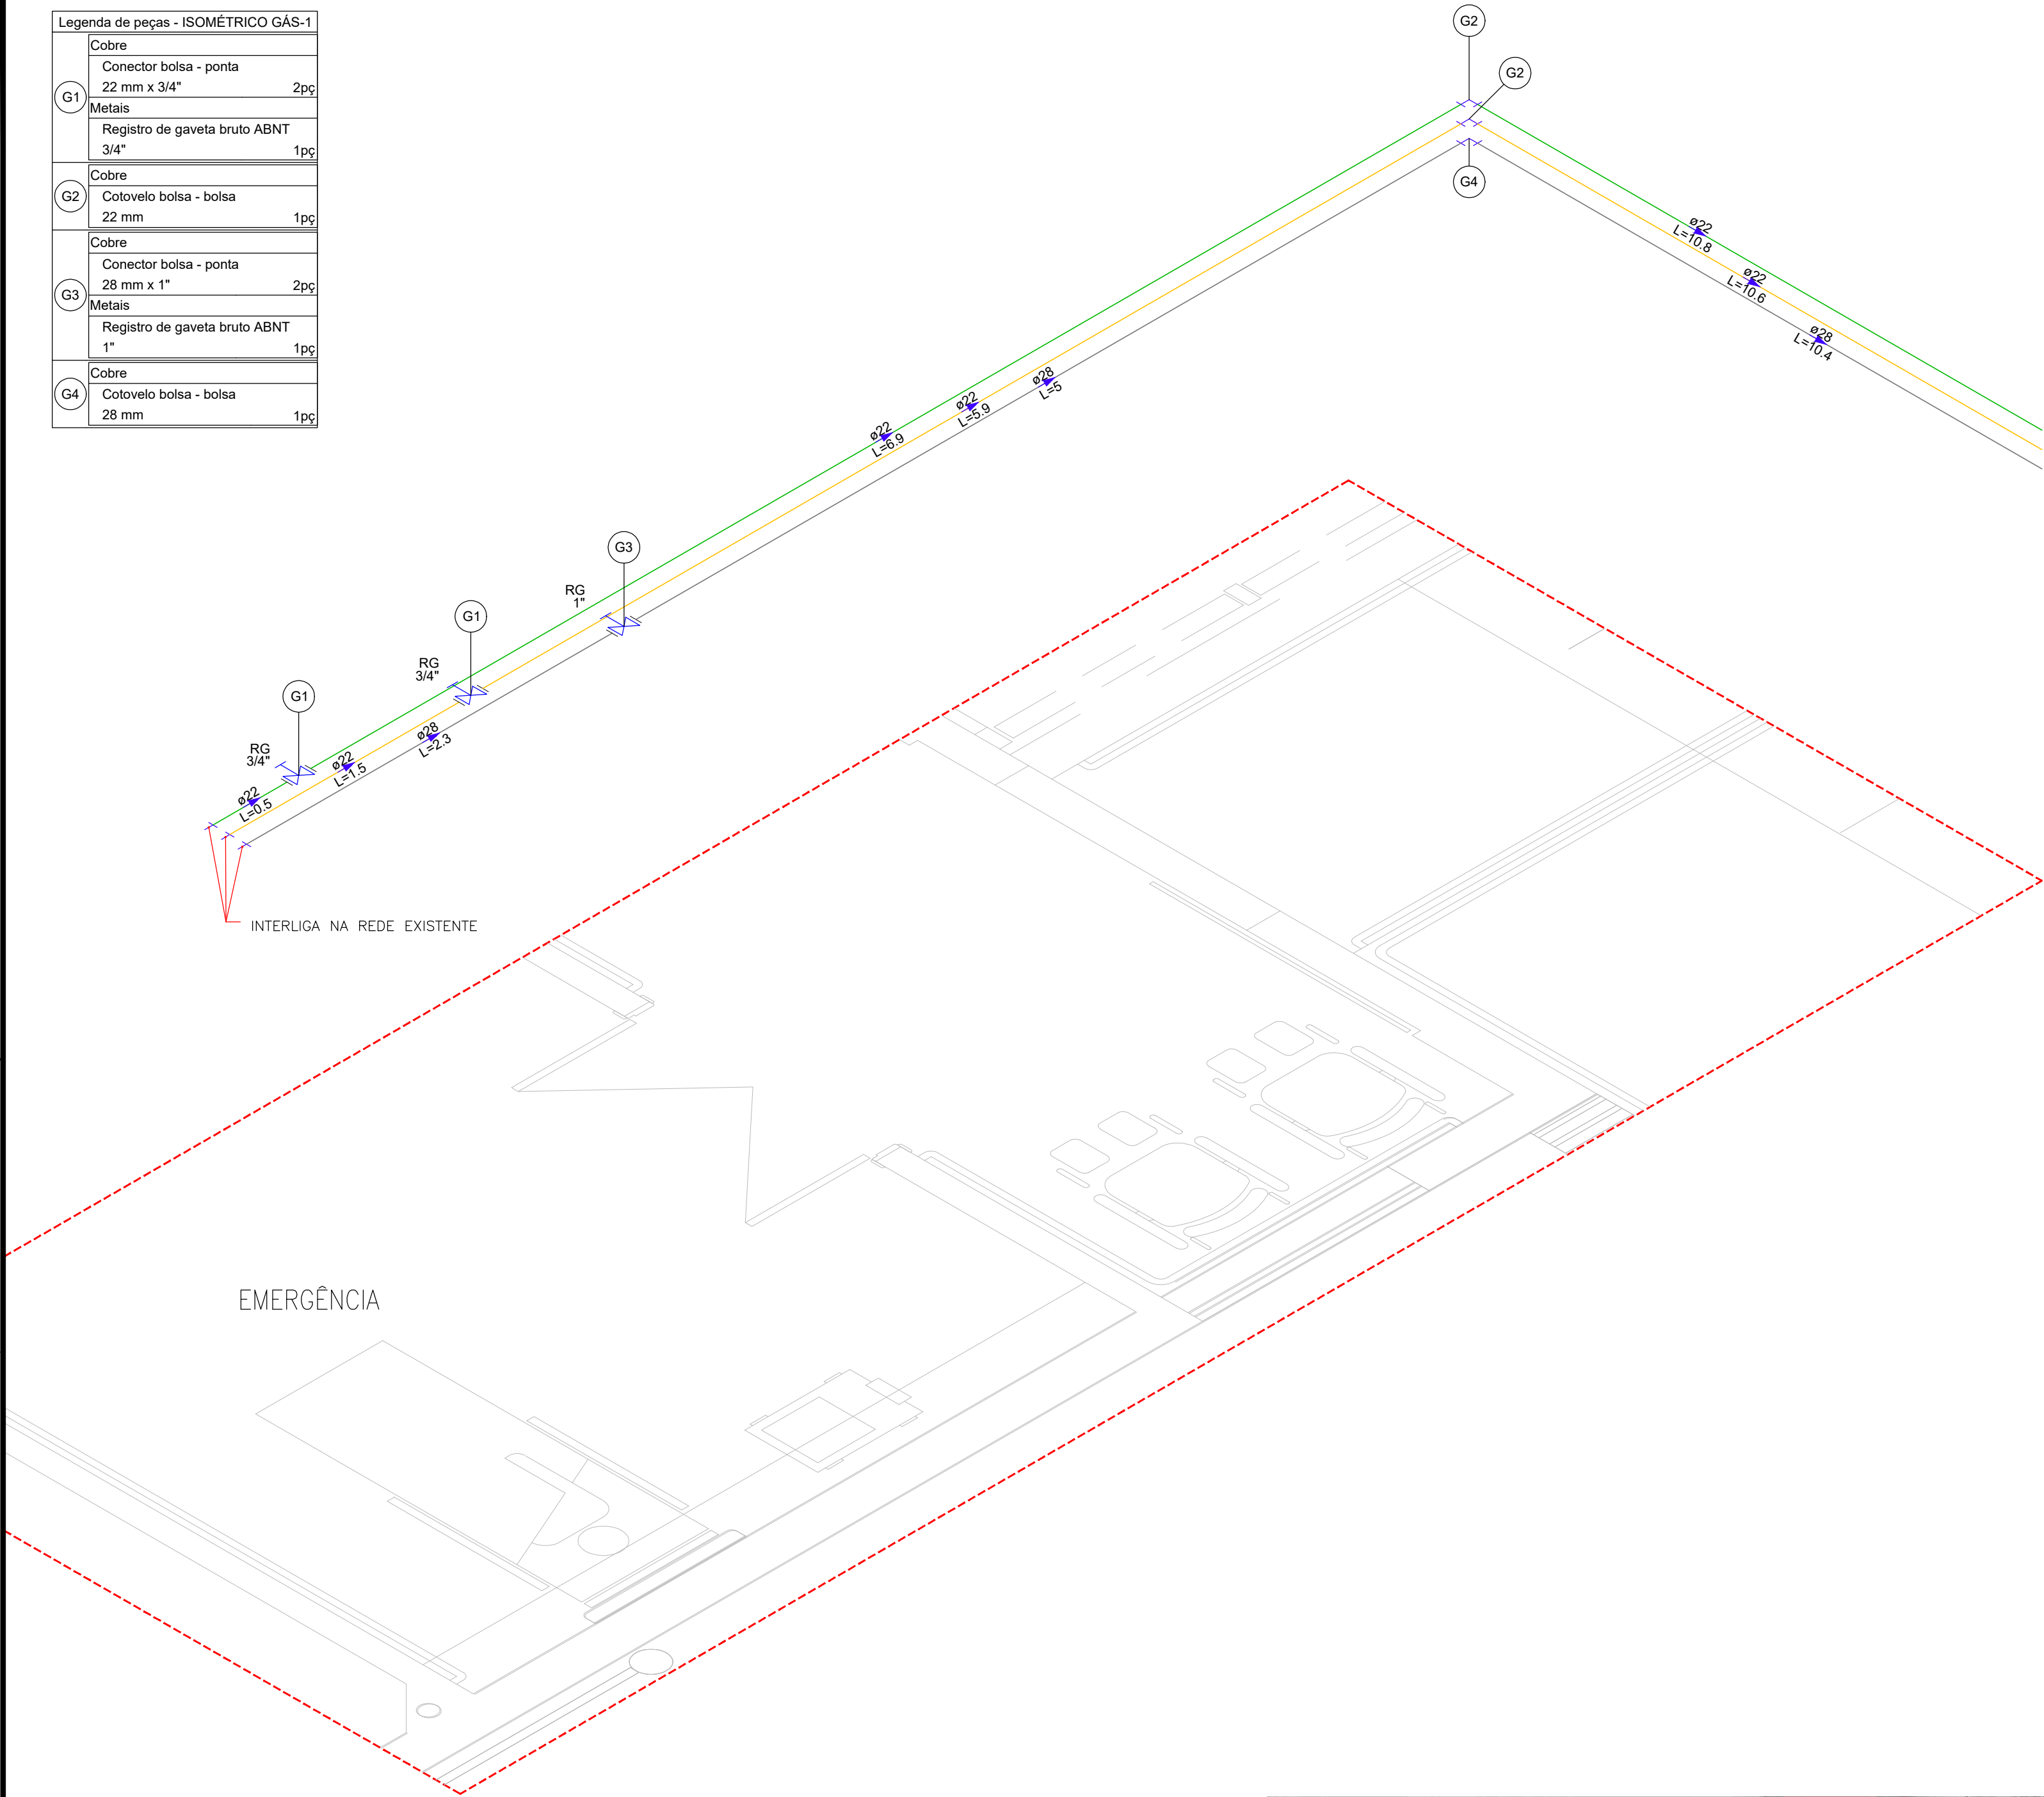 Legenda de peças - ISOMÉTRICO GÁS-1
G1
Cobre
Conector bolsa - ponta
22 mm x 3/4" 2pç
Metais
Registro de gaveta bruto ABNT
3/4" 1pç
G2
Cobre
Cotovelo bolsa - bolsa
22 mm 1pç
G3
Cobre
Conector bolsa - ponta
28 mm x 1" 2pç
Metais
Registro de gaveta bruto ABNT
1" 1pç
G4
Cobre
Cotovelo bolsa - bolsa
28 mm 1pç
G2
G2
G4
ø22
L=10.8
ø22
L=10.6
ø28
L=10.4
ø28
L=5
ø22
L=5.9
ø22
L=6.9
G3
RG
1"
G1
RG
3/4"
G1
RG
3/4"
ø28
L=2.3
ø22
L=1.5
ø22
L=0.5
INTERLIGA NA REDE EXISTENTE
EMERGÊNCIA